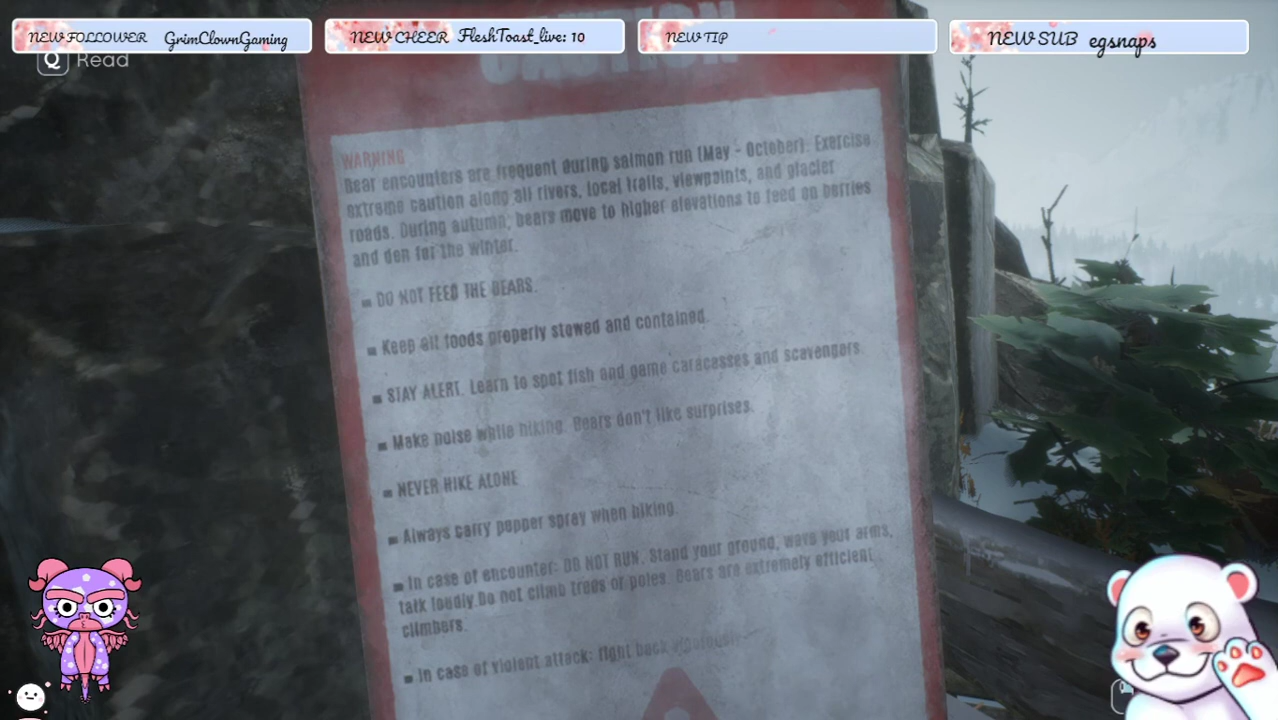 NEW FOLLOWER GrimClownGaming
NEW CHEER FleshToast_live: 10
NEW TIP
NEW SUB egsnaps
Q Read
CAUTION
WARNING
Bear encounters are frequent during salmon run (May - October). Exercise
extreme caution along all rivers, local trails, viewpoints, and glacier
roads. During autumn, bears move to higher elevations to feed on berries
and den for the winter.
▪ DO NOT FEED THE BEARS.
▪ Keep all foods properly stowed and contained.
▪ STAY ALERT. Learn to spot fish and game caracasses and scavengers.
▪ Make noise while hiking. Bears don't like surprises.
▪ NEVER HIKE ALONE
▪ Always carry pepper spray when hiking.
▪ In case of encounter: DO NOT RUN. Stand your ground, wave your arms,
talk loudly.Do not climb trees or poles. Bears are extremely efficient
climbers.
▪ In case of violent attack: fight back vigorously.